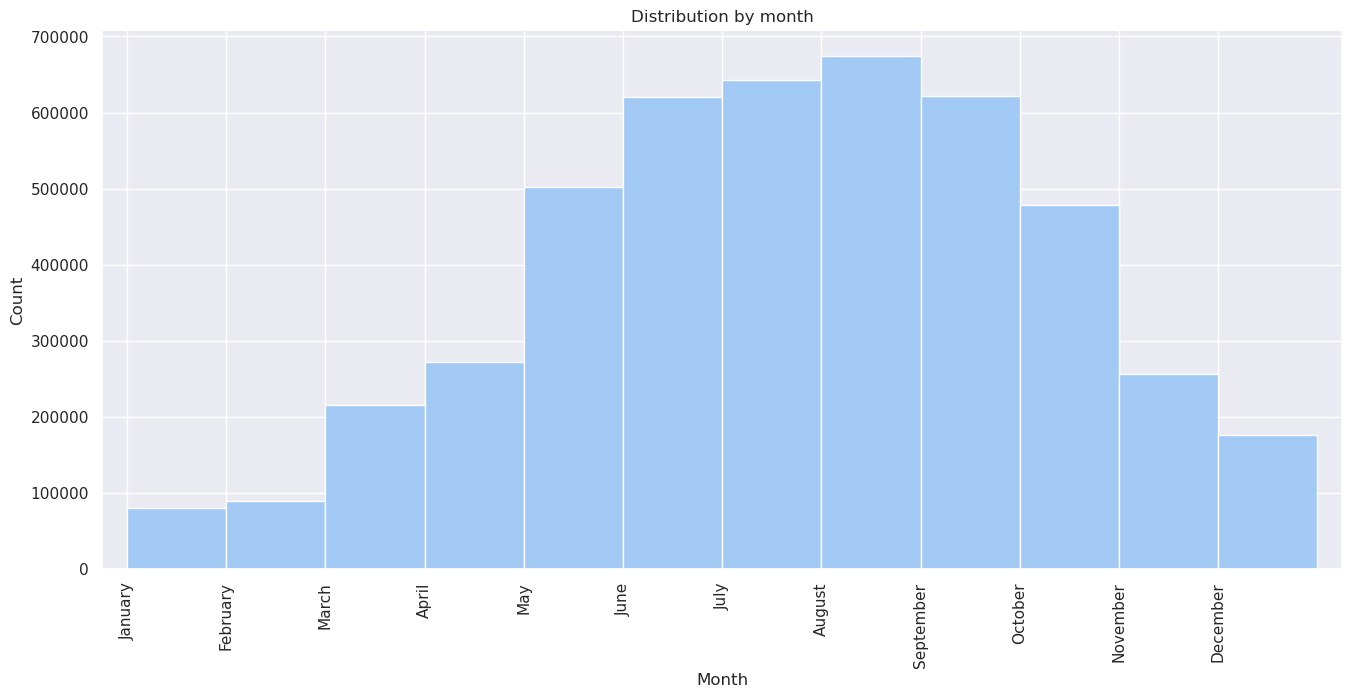 Distribution by month
700000
600000
500000
400000
300000
200000
100000
0
Count
January
February
March
April
May
June
July
August
September
October
November
December
Month